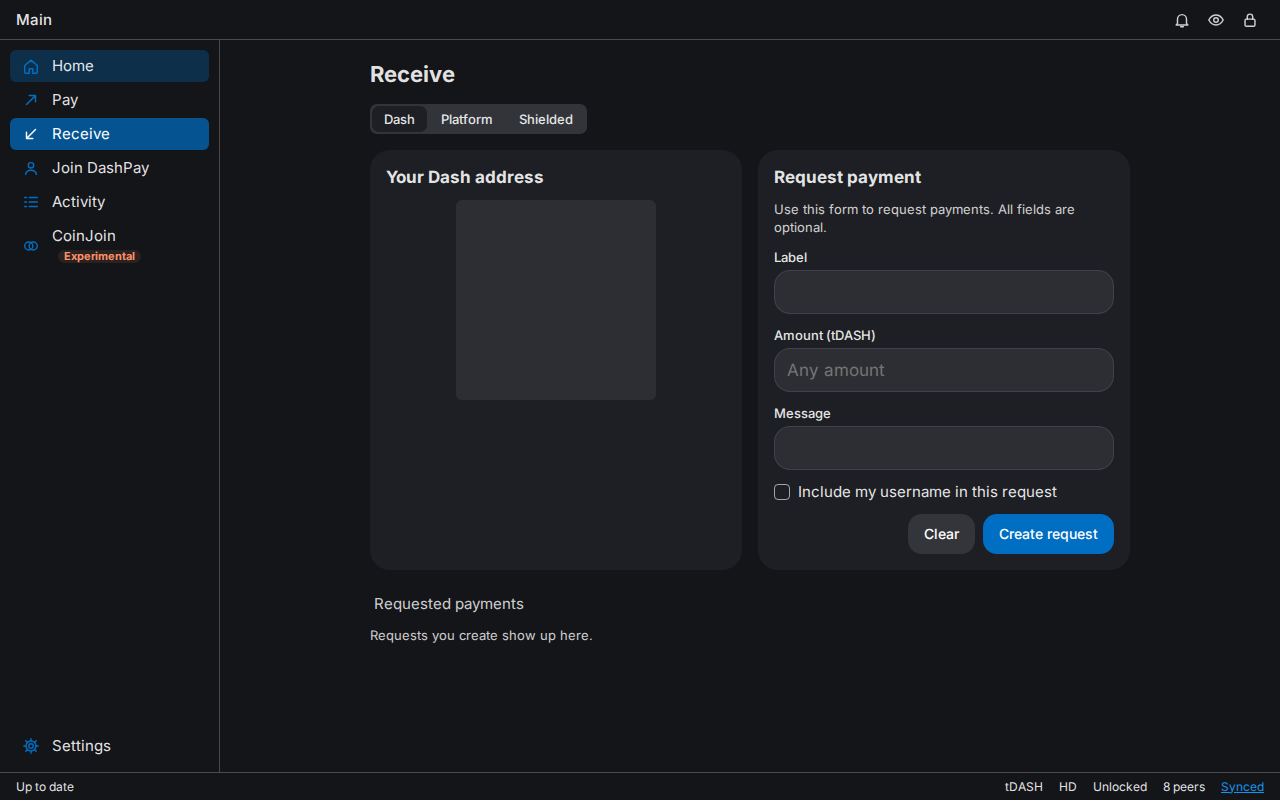 Main
Home
Pay
Receive
Join DashPay
Activity
CoinJoin
Experimental
Settings
Receive
Dash Platform Shielded
Your Dash address
Request payment
Use this form to request payments. All fields are
optional.
Label
Amount (tDASH)
Any amount
Message
Include my username in this request
Clear Create request
Requested payments
Requests you create show up here.
Up to date tDASH HD Unlocked 8 peers Synced